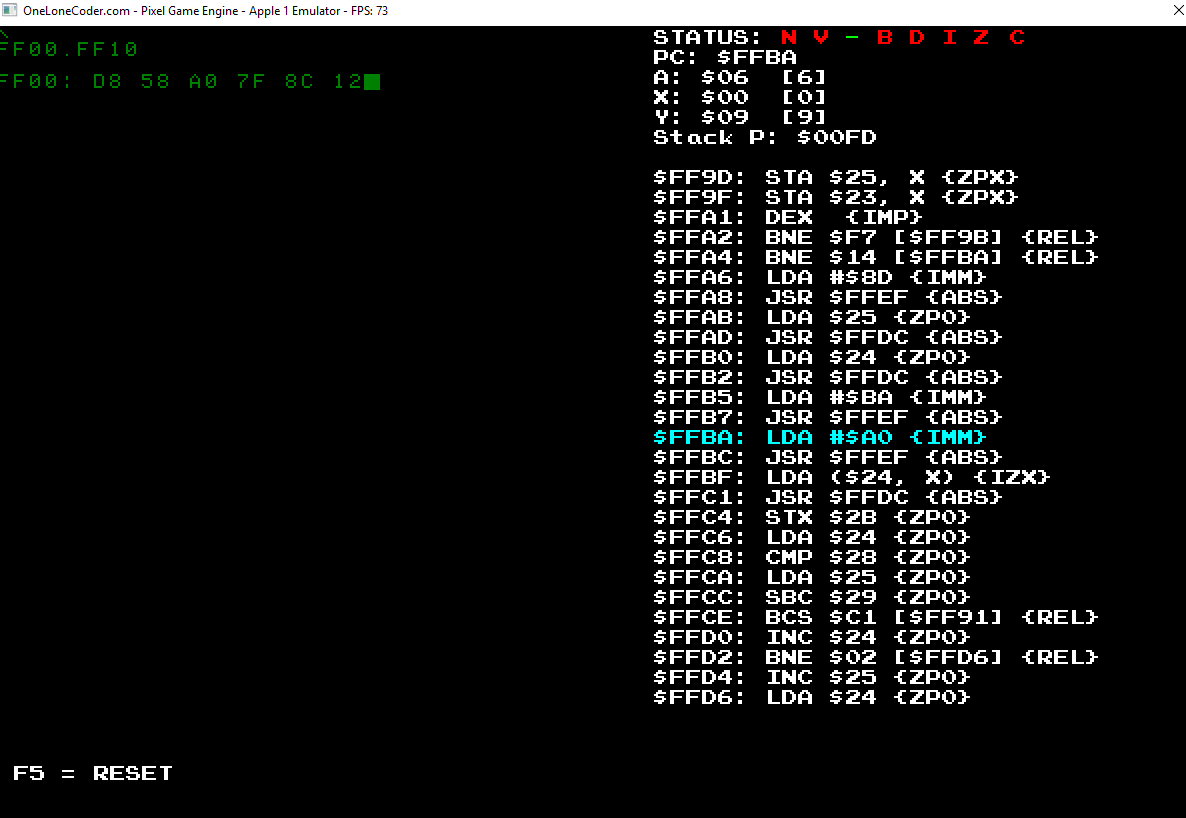 OneLoneCoder.com - Pixel Game Engine - Apple 1 Emulator - FPS: 73
\
FF00.FF10
FF00: D8 58 A0 7F 8C 12
STATUS: N V - B D I Z C
PC: $FFBA
A: $06 [6]
X: $00 [0]
Y: $09 [9]
Stack P: $00FD
$FF9D: STA $25, X {ZPX}
$FF9F: STA $23, X {ZPX}
$FFA1: DEX {IMP}
$FFA2: BNE $F7 [$FF9B] {REL}
$FFA4: BNE $14 [$FFBA] {REL}
$FFA6: LDA #$8D {IMM}
$FFA8: JSR $FFEF {ABS}
$FFAB: LDA $25 {ZP0}
$FFAD: JSR $FFDC {ABS}
$FFB0: LDA $24 {ZP0}
$FFB2: JSR $FFDC {ABS}
$FFB5: LDA #$BA {IMM}
$FFB7: JSR $FFEF {ABS}
$FFBA: LDA #$A0 {IMM}
$FFBC: JSR $FFEF {ABS}
$FFBF: LDA ($24, X) {IZX}
$FFC1: JSR $FFDC {ABS}
$FFC4: STX $2B {ZP0}
$FFC6: LDA $24 {ZP0}
$FFC8: CMP $28 {ZP0}
$FFCA: LDA $25 {ZP0}
$FFCC: SBC $29 {ZP0}
$FFCE: BCS $C1 [$FF91] {REL}
$FFD0: INC $24 {ZP0}
$FFD2: BNE $02 [$FFD6] {REL}
$FFD4: INC $25 {ZP0}
$FFD6: LDA $24 {ZP0}
F5 = RESET